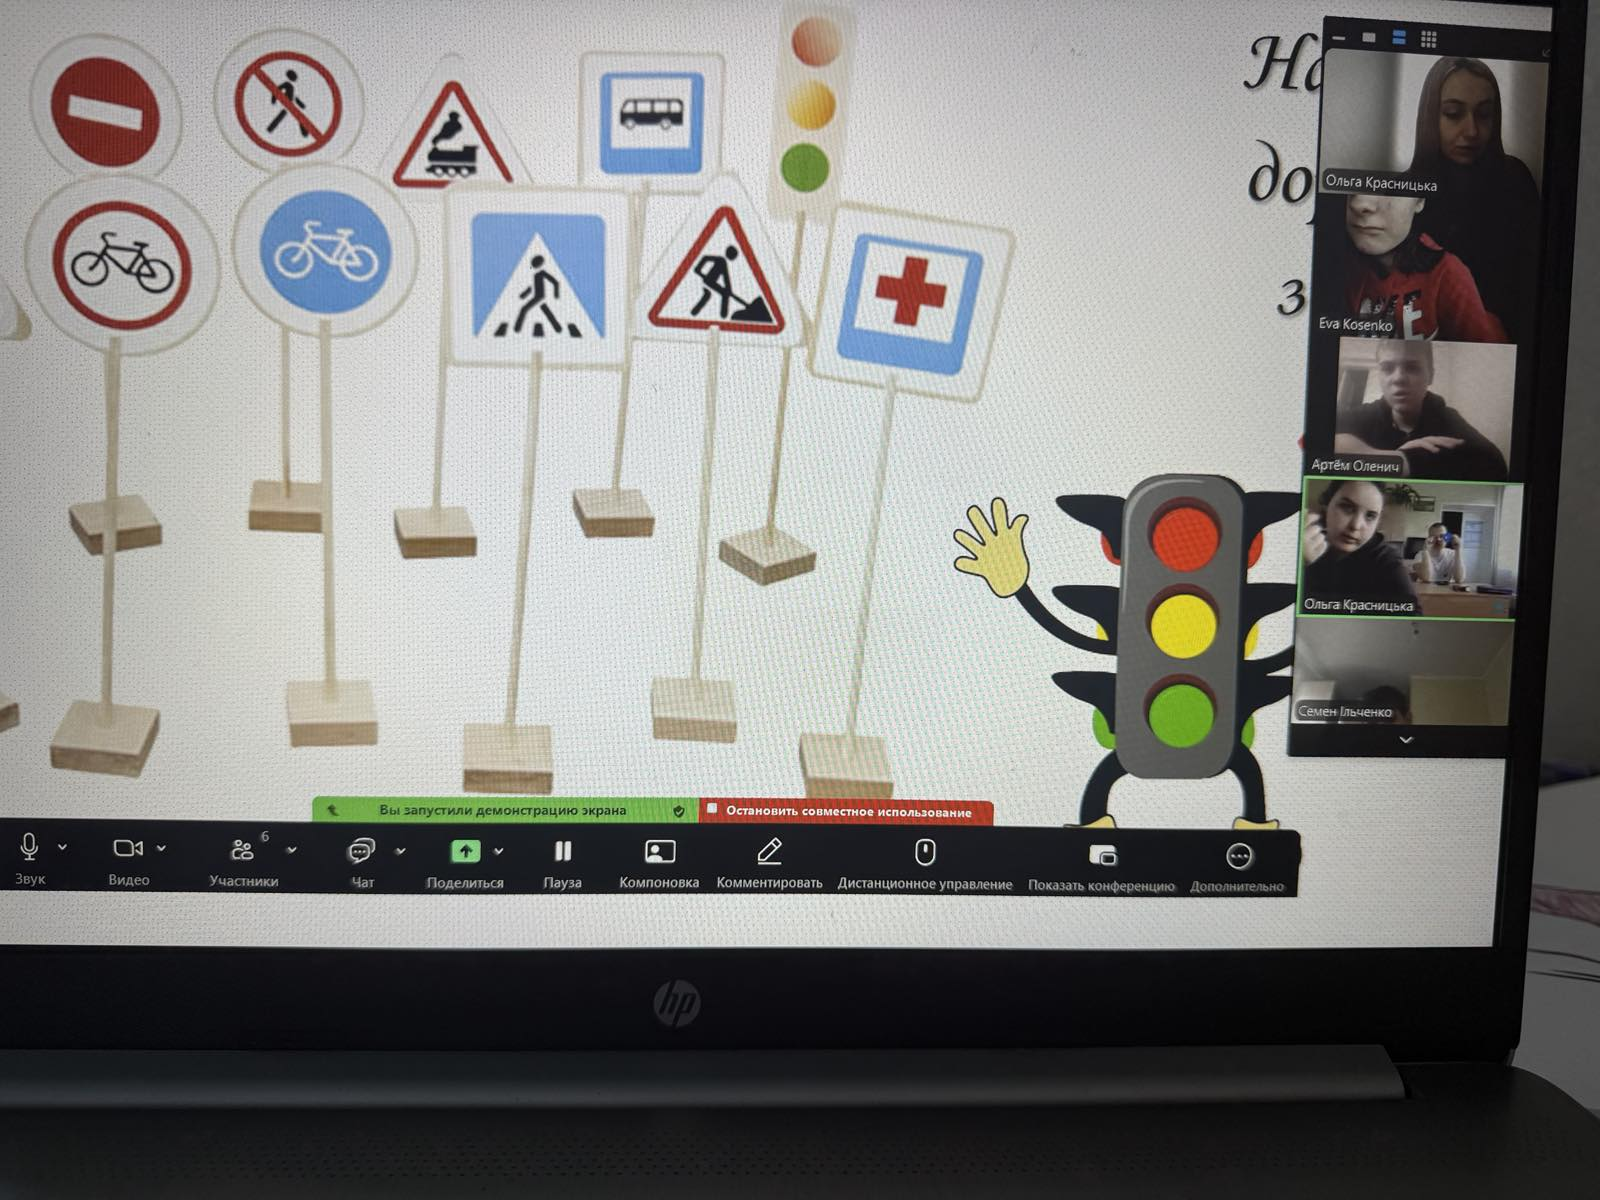 Ольга Красницька
Eva Kosenko
Артём Оленич
Ольга Красницька
Семен Ільченко
Вы запустили демонстрацию экрана
Остановить совместное использование
6
Звук
Видео
Участники
Чат
Поделиться
Пауза
Компоновка
Комментировать
Дистанционное управление
Показать конференцию
Дополнительно
hp